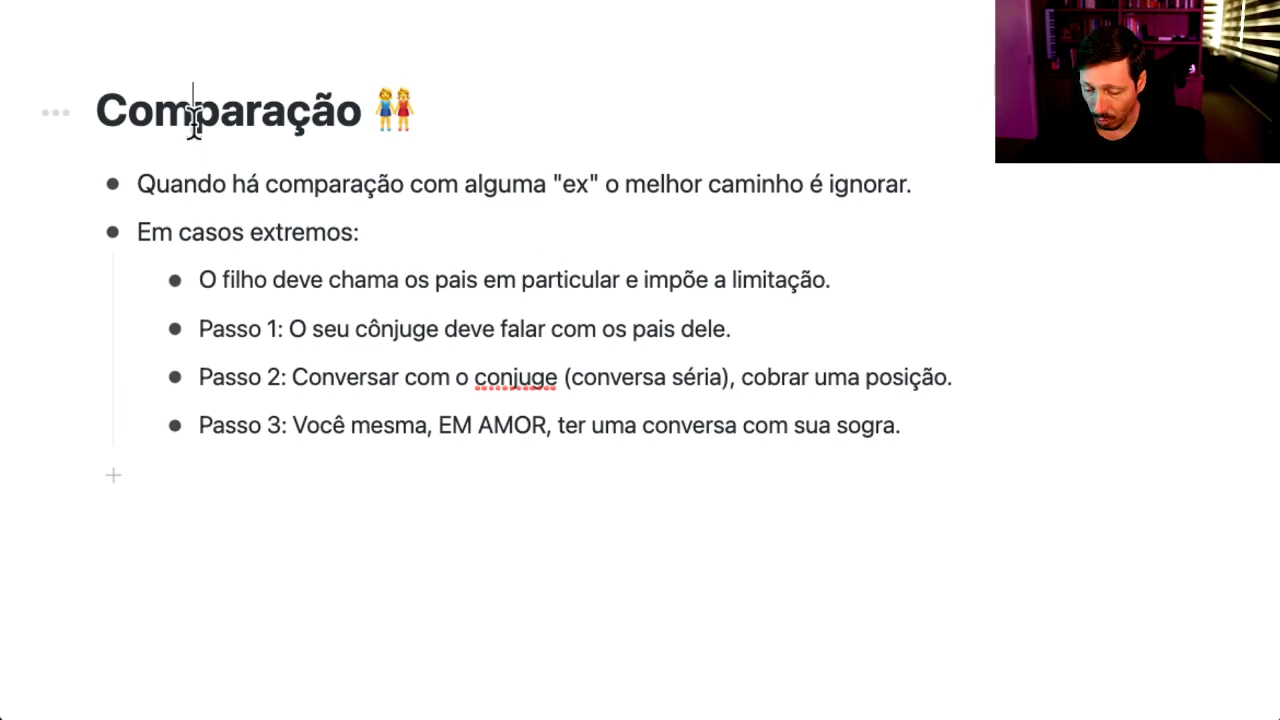 Comparação 👭
Quando há comparação com alguma "ex" o melhor caminho é ignorar.
Em casos extremos:
O filho deve chama os pais em particular e impõe a limitação.
Passo 1: O seu cônjuge deve falar com os pais dele.
Passo 2: Conversar com o conjuge (conversa séria), cobrar uma posição.
Passo 3: Você mesma, EM AMOR, ter uma conversa com sua sogra.